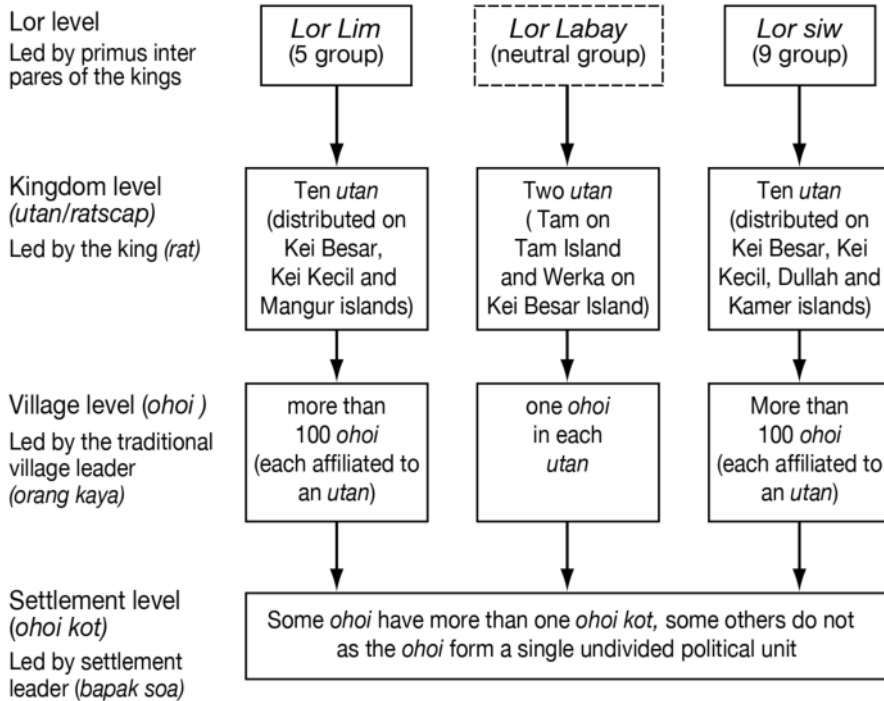 Lor level
Led by primus inter
pares of the kings
Lor Lim
(5 group)
Lor Labay
(neutral group)
Lor siw
(9 group)
Kingdom level
(utan/ratscap)
Led by the king (rat)
Ten utan
(distributed on
Kei Besar,
Kei Kecil and
Mangur islands)
Two utan
( Tam on
Tam Island
and Werka on
Kei Besar Island)
Ten utan
(distributed on
Kei Besar, Kei
Kecil, Dullah and
Kamer islands)
Village level (ohoi )
Led by the traditional
village leader
(orang kaya)
more than
100 ohoi
(each affiliated to
an utan)
one ohoi
in each
utan
More than
100 ohoi
(each affiliated to
an utan)
Settlement level
(ohoi kot)
Led by settlement
leader (bapak soa)
Some ohoi have more than one ohoi kot, some others do not
as the ohoi form a single undivided political unit